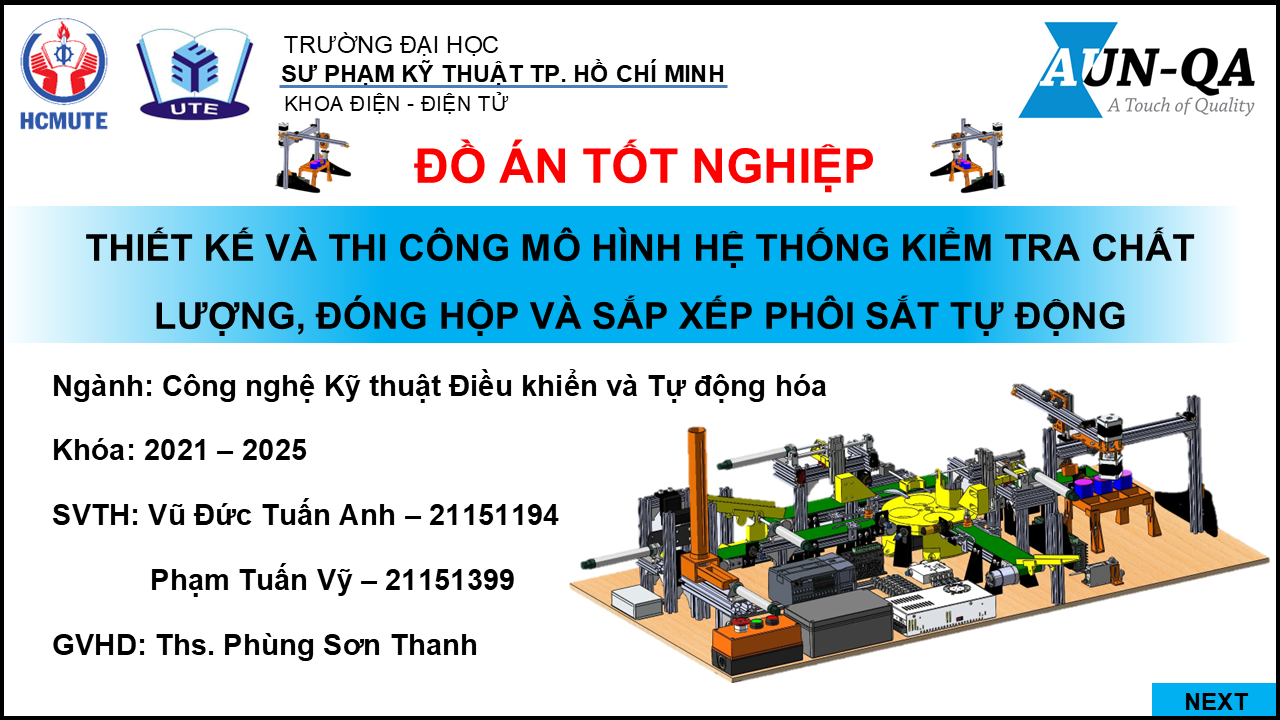 TRƯỜNG ĐẠI HỌC
SƯ PHẠM KỸ THUẬT TP. HỒ CHÍ MINH
KHOA ĐIỆN - ĐIỆN TỬ
HCMUTE
UTE
AUN-QA
A Touch of Quality
ĐỒ ÁN TỐT NGHIỆP
THIẾT KẾ VÀ THI CÔNG MÔ HÌNH HỆ THỐNG KIỂM TRA CHẤT
LƯỢNG, ĐÓNG HỘP VÀ SẮP XẾP PHÔI SẮT TỰ ĐỘNG
Ngành: Công nghệ Kỹ thuật Điều khiển và Tự động hóa
Khóa: 2021 – 2025
SVTH: Vũ Đức Tuấn Anh – 21151194
Phạm Tuấn Vỹ – 21151399
GVHD: Ths. Phùng Sơn Thanh
NEXT